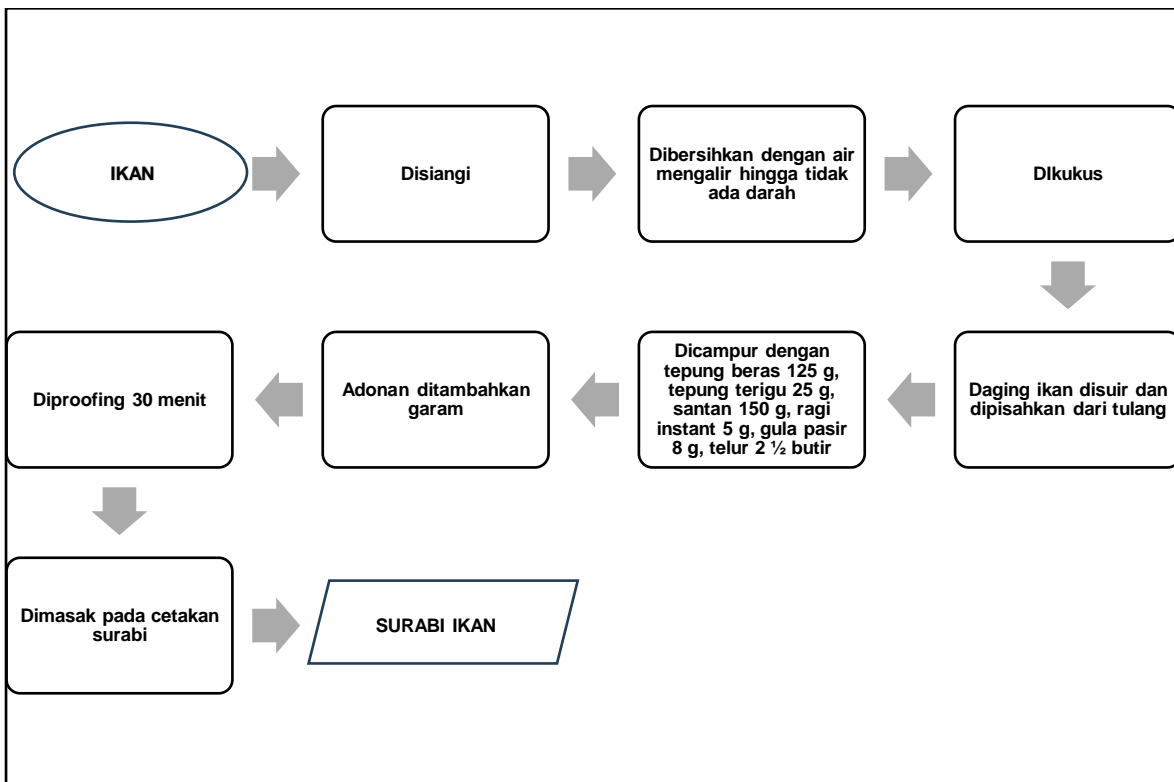 IKAN
Disiangi
Dibersihkan dengan air
mengalir hingga tidak
ada darah
DIkukus
Daging ikan disuir dan
dipisahkan dari tulang
Dicampur dengan
tepung beras 125 g,
tepung terigu 25 g,
santan 150 g, ragi
instant 5 g, gula pasir
8 g, telur 2 ½ butir
Adonan ditambahkan
garam
Diproofing 30 menit
Dimasak pada cetakan
surabi
SURABI IKAN